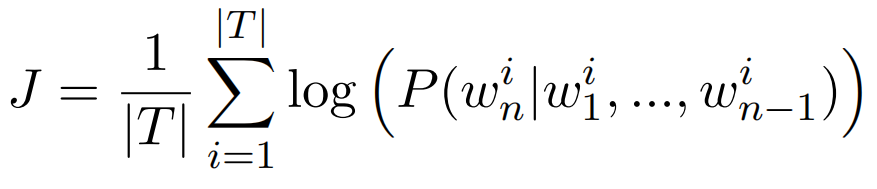 J = \frac{1}{|T|} \sum_{i=1}^{|T|} \log \left( P(w_n^i | w_1^i, ..., w_{n-1}^i) \right)